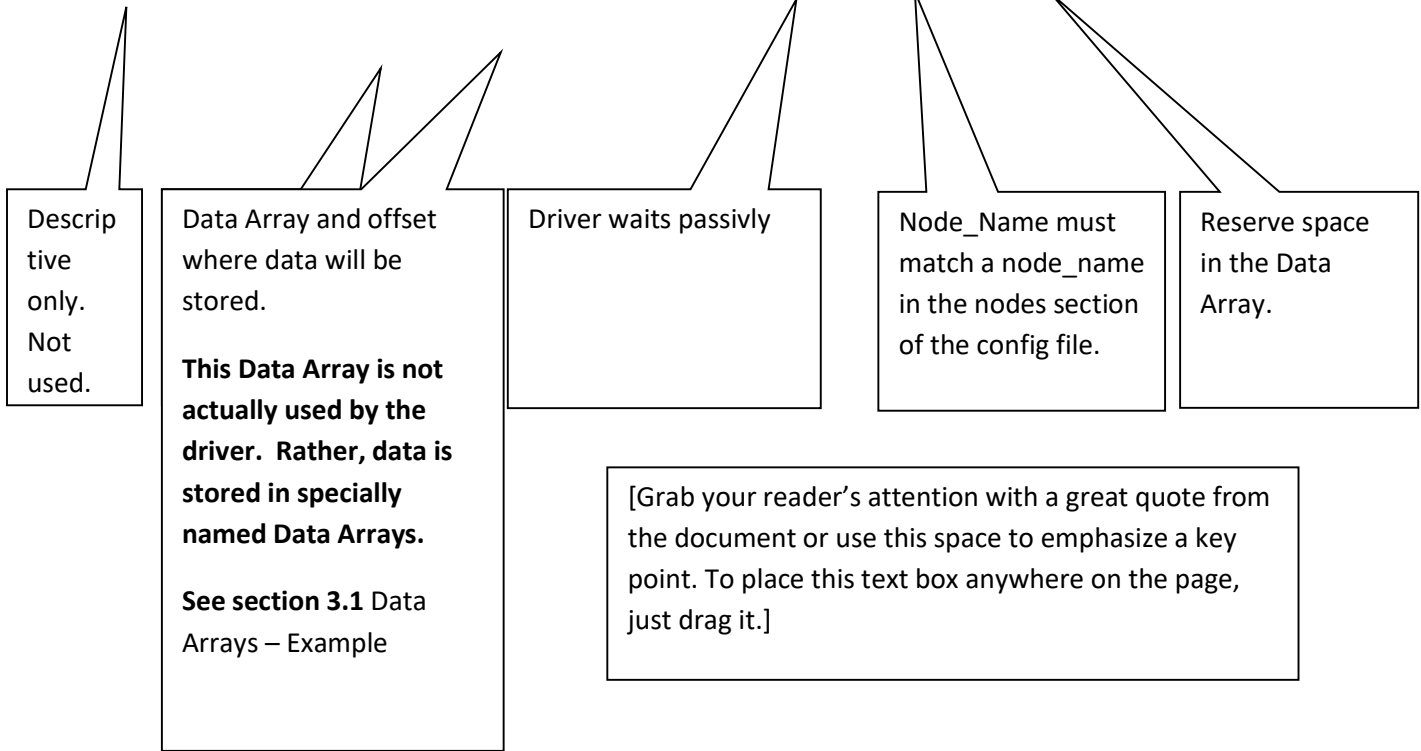 Descrip
tive
only.
Not
used.
Data Array and offset
where data will be
stored.
This Data Array is not
actually used by the
driver.  Rather, data is
stored in specially
named Data Arrays.
See section 3.1 Data
Arrays – Example
Driver waits passivly
Node_Name must
match a node_name
in the nodes section
of the config file.
Reserve space
in the Data
Array.
[Grab your reader’s attention with a great quote from
the document or use this space to emphasize a key
point. To place this text box anywhere on the page,
just drag it.]